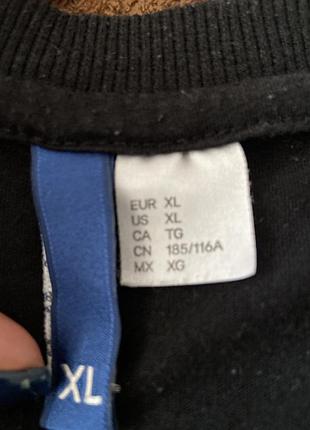 EUR XL
US XL
CA TG
CN 185/116A
MX XG
XL